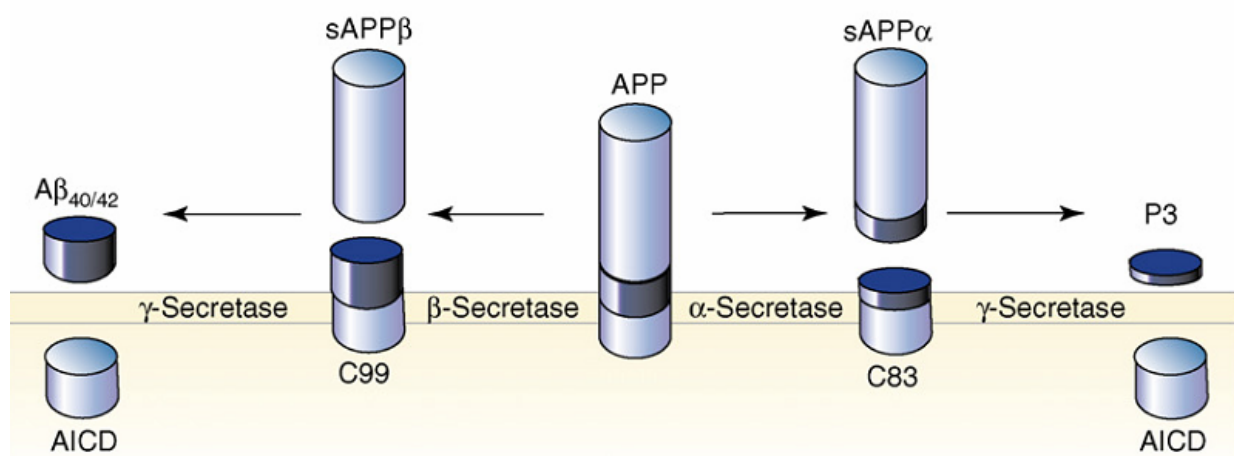 sAPPβ
sAPPα
APP
Aβ40/42
P3
γ-Secretase
β-Secretase
α-Secretase
γ-Secretase
C99
C83
AICD
AICD